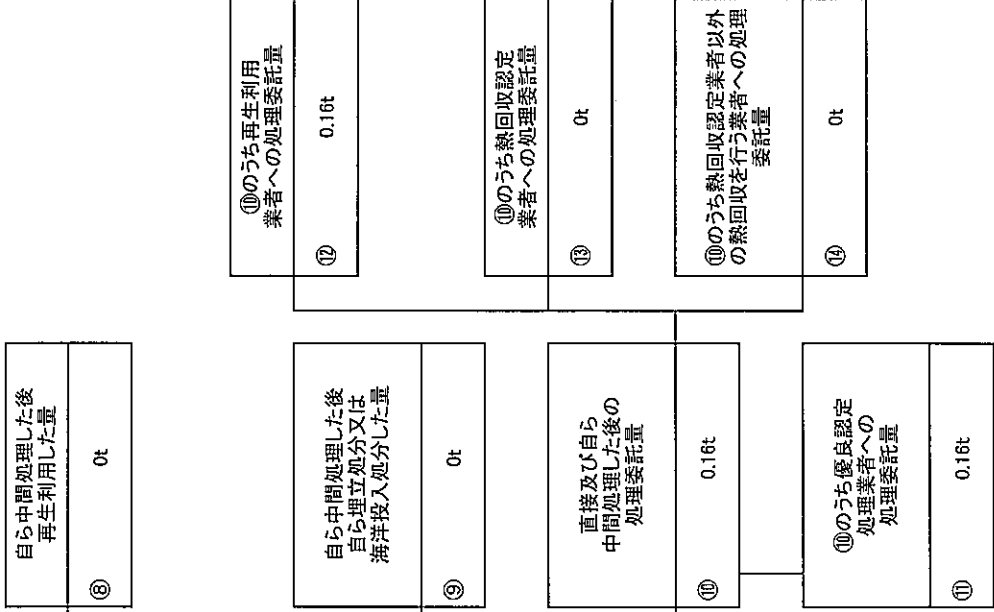 自ら中間処理した後
再生利用した量
⑧ 0t
自ら中間処理した後
自ら埋立処分又は
海洋投入処分した量
⑨ 0t
直接及び自ら
中間処理した後の
処理委託量
⑩ 0.16t
⑩のうち優良認定
処理業者への
処理委託量
⑪ 0.16t
⑩のうち再生利用
業者への処理委託量
⑫ 0.16t
⑩のうち熱回収認定
業者への処理委託量
⑬ 0t
⑩のうち熱回収認定業者以外
の熱回収を行う業者への処理
委託量
⑭ 0t